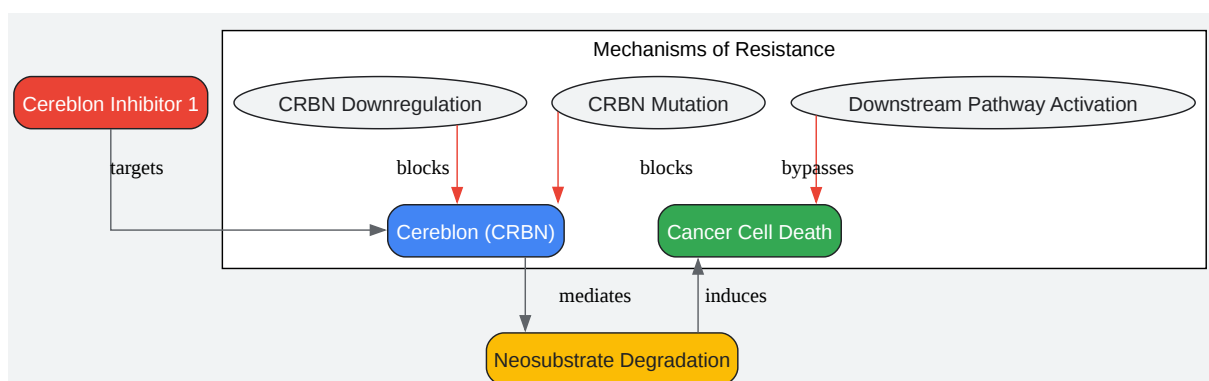 Mechanisms of Resistance
Cereblon Inhibitor 1
CRBN Downregulation
CRBN Mutation
Downstream Pathway Activation
targets
blocks
blocks
bypasses
Cereblon (CRBN)
Cancer Cell Death
mediates
induces
Neosubstrate Degradation